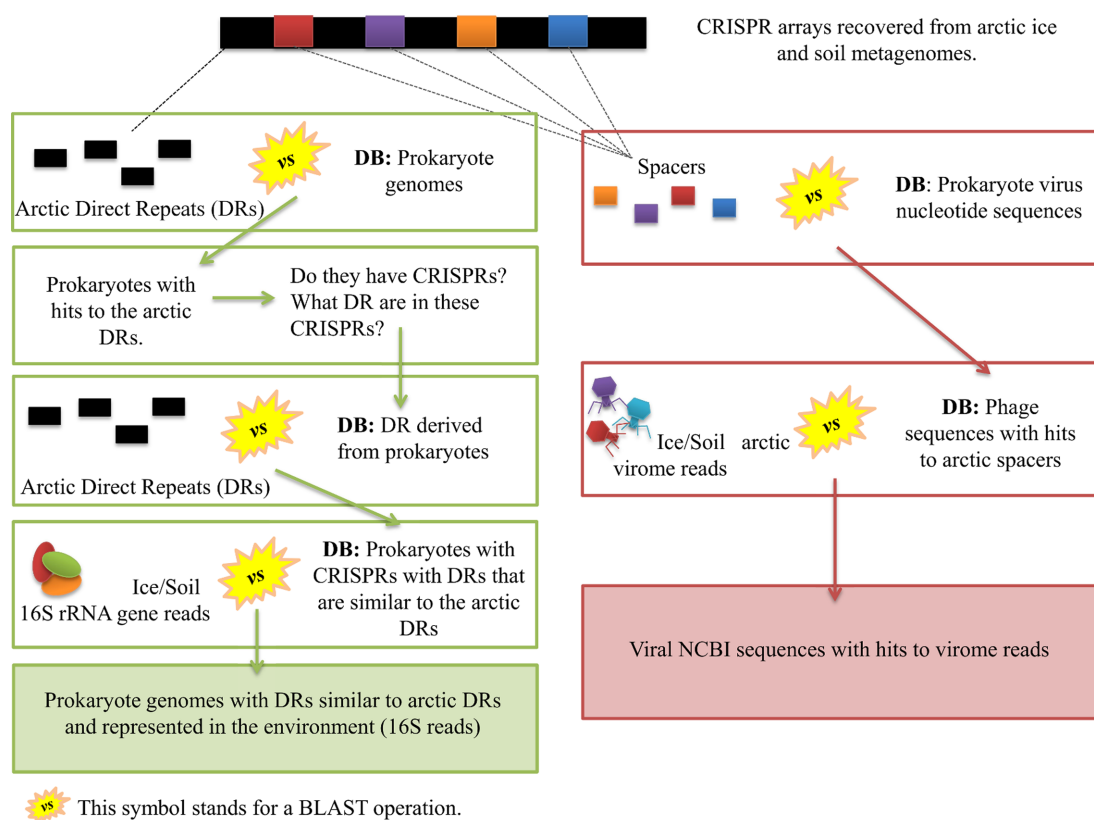 CRISPR arrays recovered from arctic ice
and soil metagenomes.
vs
DB: Prokaryote
genomes
Arctic Direct Repeats (DRs)
Prokaryotes with
hits to the arctic
DRs.
Do they have CRISPRs?
What DR are in these
CRISPRs?
vs
DB: DR derived
from prokaryotes
Arctic Direct Repeats (DRs)
Ice/Soil
16S rRNA gene reads
vs
DB: Prokaryotes with
CRISPRs with DRs that
are similar to the arctic
DRs
Prokaryote genomes with DRs similar to arctic DRs
and represented in the environment (16S reads)
Spacers
vs
DB: Prokaryote virus
nucleotide sequences
Ice/Soil arctic
virome reads
vs
DB: Phage
sequences with hits
to arctic spacers
Viral NCBI sequences with hits to virome reads
vs This symbol stands for a BLAST operation.